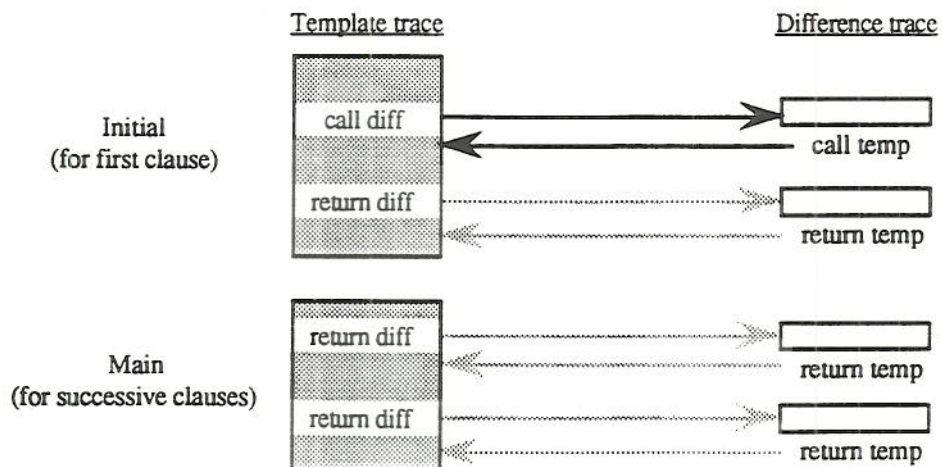 Template trace
Difference trace
Initial
(for first clause)
call diff
call temp
return diff
return temp
Main
(for successive clauses)
return diff
return temp
return diff
return temp